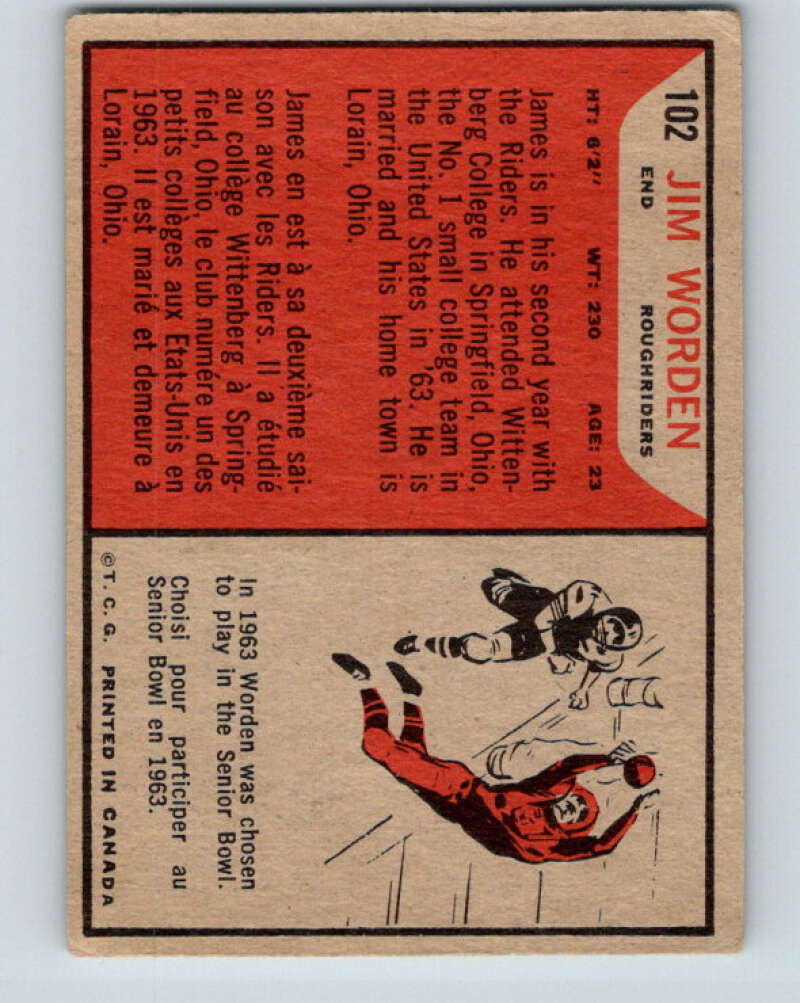 102 JIM WORDEN
END ROUGHRIDERS
HT: 6'2" WT: 230 AGE: 23
James is in his second year with
the Riders. He attended Witten-
berg College in Springfield, Ohio,
the No. 1 small college team in
the United States in '63. He is
married and his home town is
Lorain, Ohio.
James en est à sa deuxième sai-
son avec les Riders. Il a étudié
au collège Wittenberg à Spring-
field, Ohio, le club numére un des
petits collèges aux Etats-Unis en
1963. Il est marié et demeure à
Lorain, Ohio.
In 1963 Worden was chosen
to play in the Senior Bowl.
Choisi pour participer au
Senior Bowl en 1963.
©T.C.G. PRINTED IN CANADA